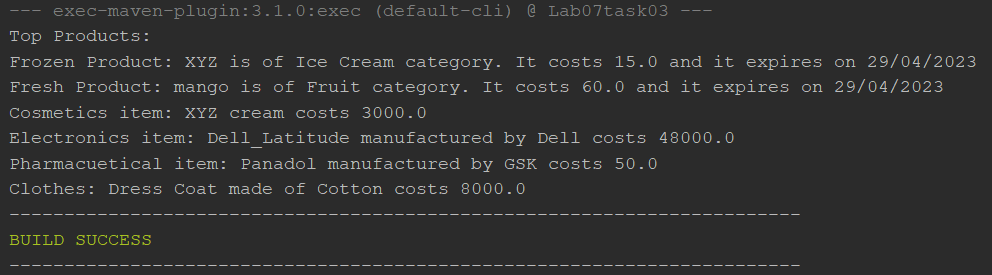 --- exec-maven-plugin:3.1.0:exec (default-cli) @ Lab07task03 ---
Top Products:
Frozen Product: XYZ is of Ice Cream category. It costs 15.0 and it expires on 29/04/2023
Fresh Product: mango is of Fruit category. It costs 60.0 and it expires on 29/04/2023
Cosmetics item: XYZ cream costs 3000.0
Electronics item: Dell_Latitude manufactured by Dell costs 48000.0
Pharmacuetical item: Panadol manufactured by GSK costs 50.0
Clothes: Dress Coat made of Cotton costs 8000.0
------------------------------------------------------------------------
BUILD SUCCESS
------------------------------------------------------------------------